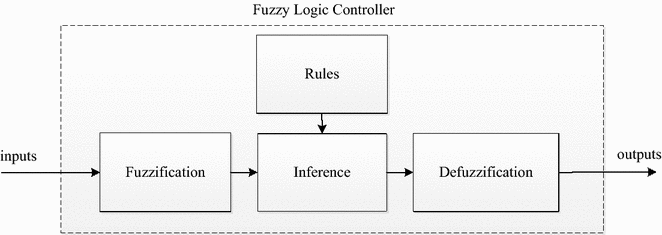 Fuzzy Logic Controller
Rules
inputs
Fuzzification
Inference
Defuzzification
outputs